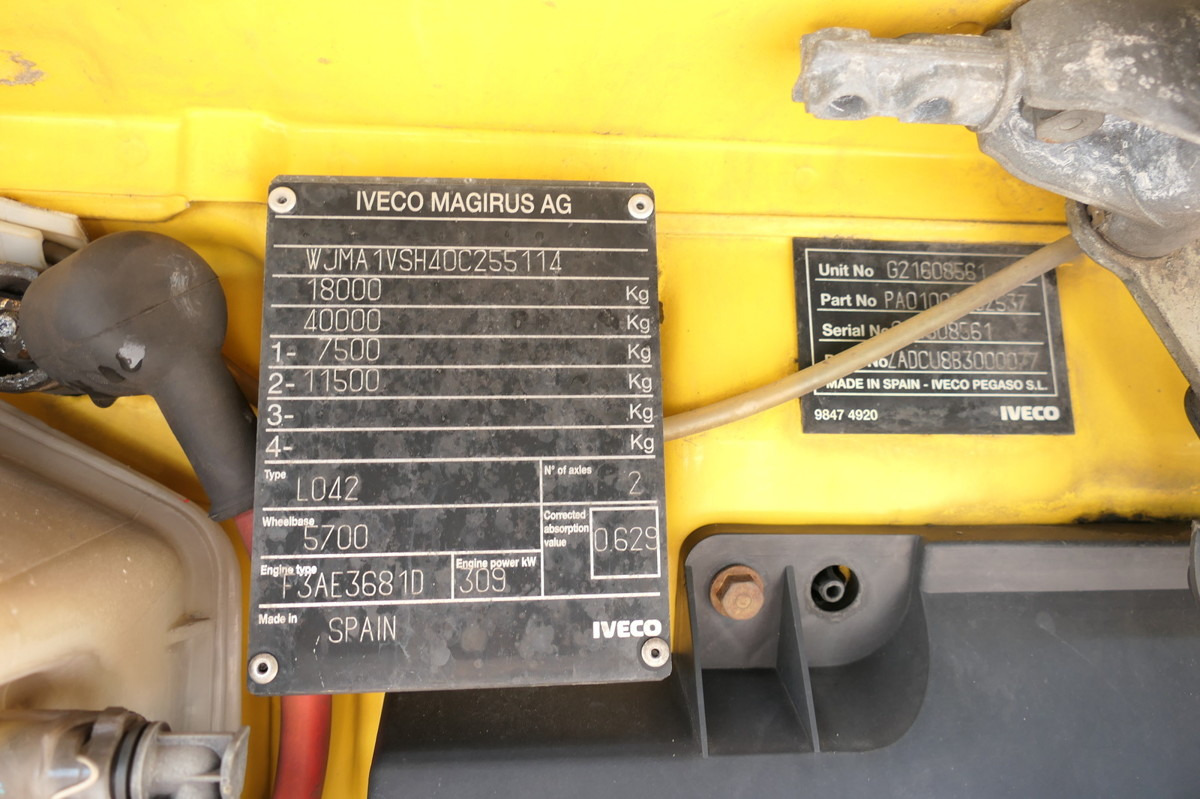 IVECO MAGIRUS AG
WJMA1VSH40C255114
18000 Kg
40000 Kg
1- 7500 Kg
2- 11500 Kg
3- Kg
4- Kg
Type L042
N° of axles 2
Wheelbase 5700
Corrected absorption value 0.629
Engine type F3AE3681D
Engine power kW 309
Made in SPAIN
IVECO
Unit No G21608561
Part No
Serial No
MADE IN SPAIN - IVECO PEGASO S.L.
9847 4920 IVECO